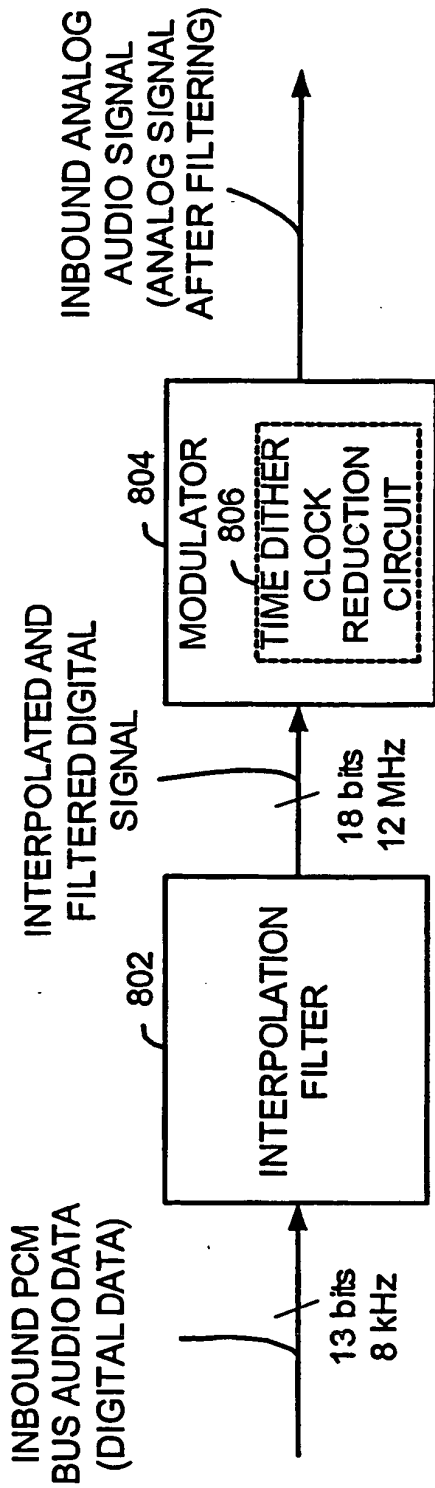 INBOUND PCM
BUS AUDIO DATA
(DIGITAL DATA)
13 bits
8 kHz
802
INTERPOLATION
FILTER
INTERPOLATED AND
FILTERED DIGITAL
SIGNAL
18 bits
12 MHz
804
MODULATOR
806
TIME DITHER
CLOCK
REDUCTION
CIRCUIT
INBOUND ANALOG
AUDIO SIGNAL
(ANALOG SIGNAL
AFTER FILTERING)